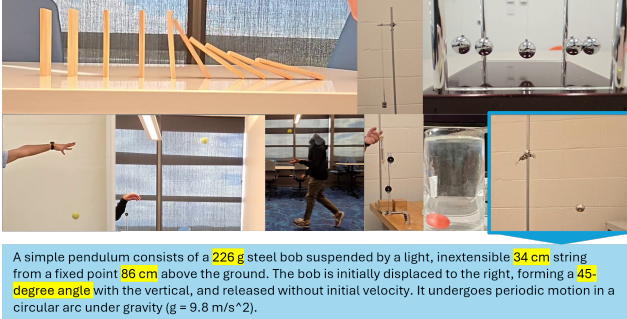 A simple pendulum consists of a 226 g steel bob suspended by a light, inextensible 34 cm string
from a fixed point 86 cm above the ground. The bob is initially displaced to the right, forming a 45-
degree angle with the vertical, and released without initial velocity. It undergoes periodic motion in a
circular arc under gravity (g = 9.8 m/s^2).